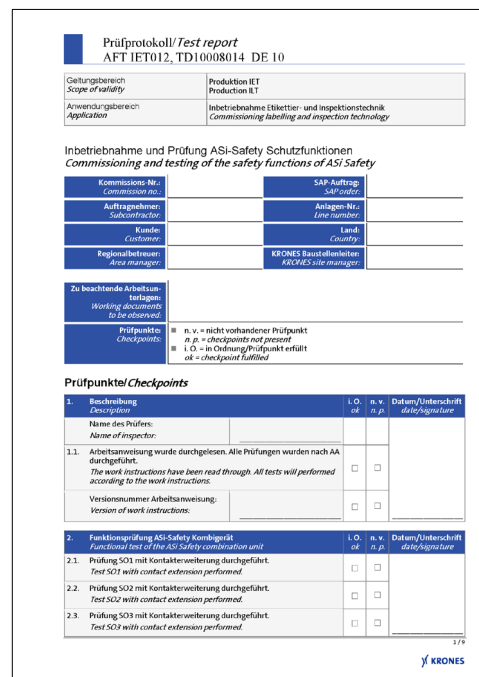 Prüfprotokoll/Test report
AFT IET012, TD10008014 DE 10
Geltungsbereich
Scope of validity
Produktion IET
Production ILT
Anwendungsbereich
Application
Inbetriebnahme Etikettier- und Inspektionstechnik
Commissioning labelling and inspection technology
Inbetriebnahme und Prüfung ASi-Safety Schutzfunktionen
Commissioning and testing of the safety functions of ASi Safety
Kommissions-Nr.:
Commission no.:
SAP-Auftrag:
SAP order:
Auftragnehmer:
Subcontractor:
Anlagen-Nr.:
Line number:
Kunde:
Customer:
Land:
Country:
Regionalbetreuer:
Area manager:
KRONES Baustellenleiter:
KRONES site manager:
Zu beachtende Arbeitsun-
terlagen:
Working documents
to be observed:
Prüfpunkte:
Checkpoints:
n. v. = nicht vorhandener Prüfpunkt
n. p. = checkpoints not present
i. O. = in Ordnung/Prüfpunkt erfüllt
ok = checkpoint fulfilled
Prüfpunkte/Checkpoints
1. Beschreibung i. O. n. v. Datum/Unterschrift
Description ok n. p. date/signature
Name des Prüfers:
Name of inspector:
1.1. Arbeitsanweisung wurde durchgelesen. Alle Prüfungen wurden nach AA
durchgeführt.
The work instructions have been read through. All tests will performed
according to the work instructions.
Versionsnummer Arbeitsanweisung:
Version of work instructions:
2. Funktionsprüfung ASi-Safety Kombigerät i. O. n. v. Datum/Unterschrift
Functional test of the ASi Safety combination unit ok n. p. date/signature
2.1. Prüfung SO1 mit Kontakterweiterung durchgeführt.
Test SO1 with contact extension performed.
2.2. Prüfung SO2 mit Kontakterweiterung durchgeführt.
Test SO2 with contact extension performed.
2.3. Prüfung SO3 mit Kontakterweiterung durchgeführt.
Test SO3 with contact extension performed.
1 / 9
KRONES